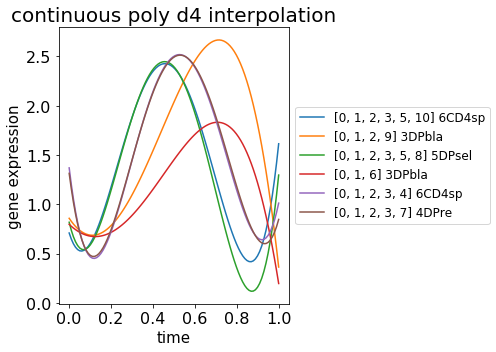 continuous poly d4 interpolation
gene expression
2.5
2.0
1.5
1.0
0.5
0.0
0.0 0.2 0.4 0.6 0.8 1.0
time
[0, 1, 2, 3, 5, 10] 6CD4sp
[0, 1, 2, 9] 3DPbla
[0, 1, 2, 3, 5, 8] 5DPsel
[0, 1, 6] 3DPbla
[0, 1, 2, 3, 4] 6CD4sp
[0, 1, 2, 3, 7] 4DPre